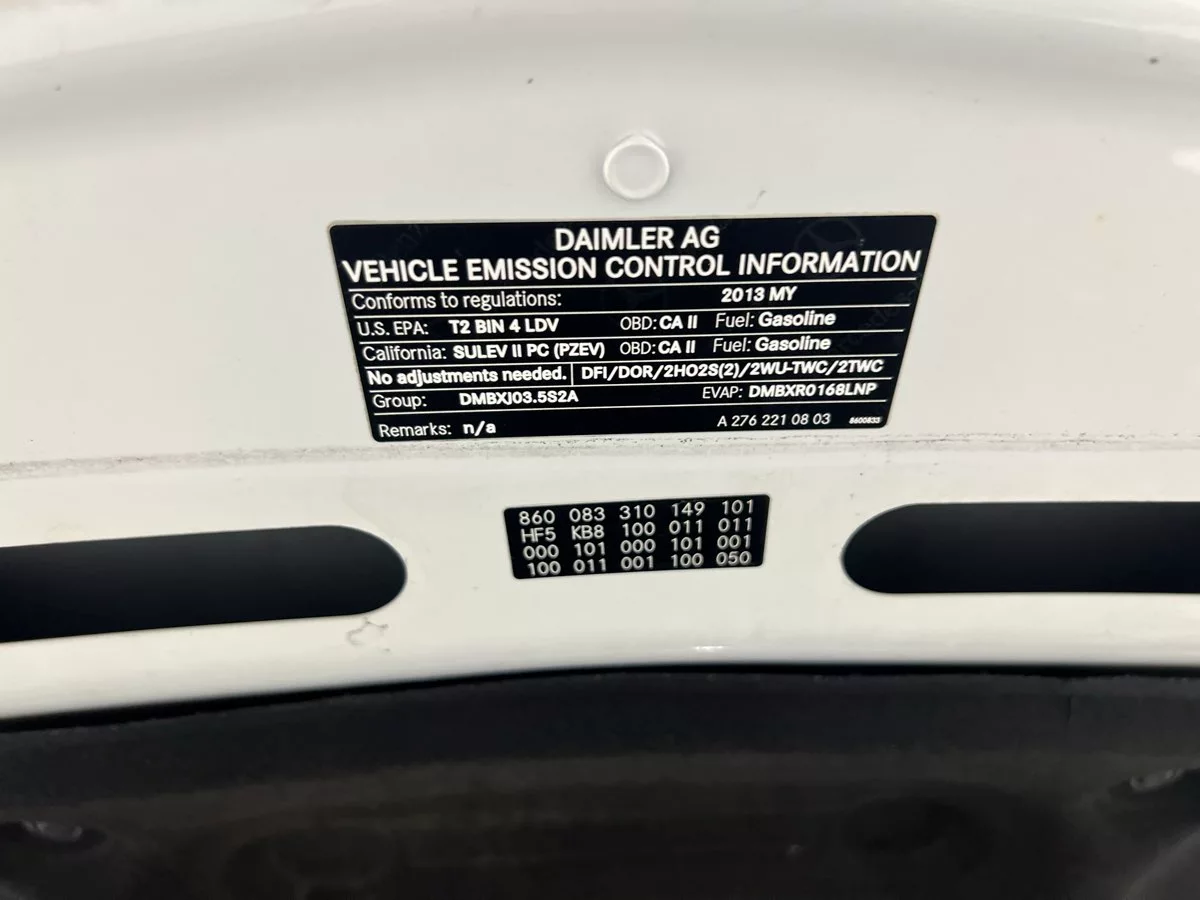 DAIMLER AG
VEHICLE EMISSION CONTROL INFORMATION
Conforms to regulations: 2013 MY
U.S. EPA: T2 BIN 4 LDV OBD: CA II Fuel: Gasoline
California: SULEV II PC (PZEV) OBD: CA II Fuel: Gasoline
No adjustments needed. DFI/DOR/2HO2S(2)/2WU-TWC/2TWC
Group: DMBXJ03.5S2A EVAP: DMBXR0168LNP
Remarks: n/a A 276 221 08 03 8600833
860 083 310 149 101
HF5 KB8 100 011 011
000 101 000 101 001
100 011 001 100 050